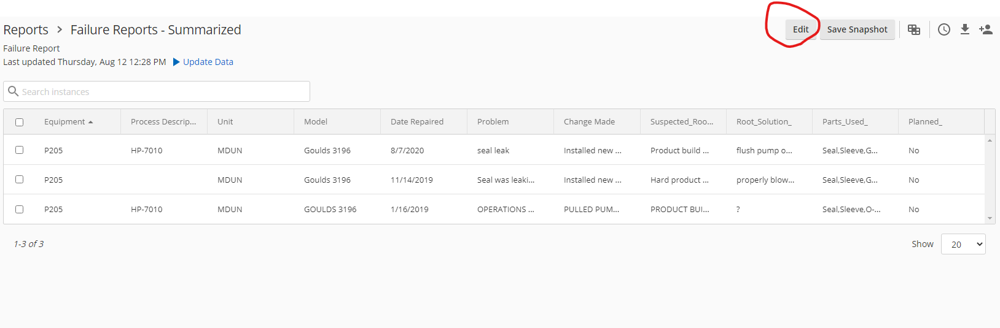 Reports > Failure Reports - Summarized Edit Save Snapshot
Failure Report
Last updated Thursday, Aug 12 12:28 PM Update Data
Search instances
Equipment Process Descrip... Unit Model Date Repaired Problem Change Made Suspected_Roo... Root_Solution_ Parts_Used_ Planned_
P205 HP-7010 MDUN Goulds 3196 8/7/2020 seal leak Installed new ... Product build ... flush pump o... Seal,Sleeve,G... No
P205 MDUN Goulds 3196 11/14/2019 Seal was leaki... Installed new ... Hard product ... properly blow... Seal,Sleeve,G... No
P205 HP-7010 MDUN GOULDS 3196 1/16/2019 OPERATIONS ... PULLED PUM... PRODUCT BUI... ? Seal,Sleeve,O-... No
1-3 of 3 Show 20